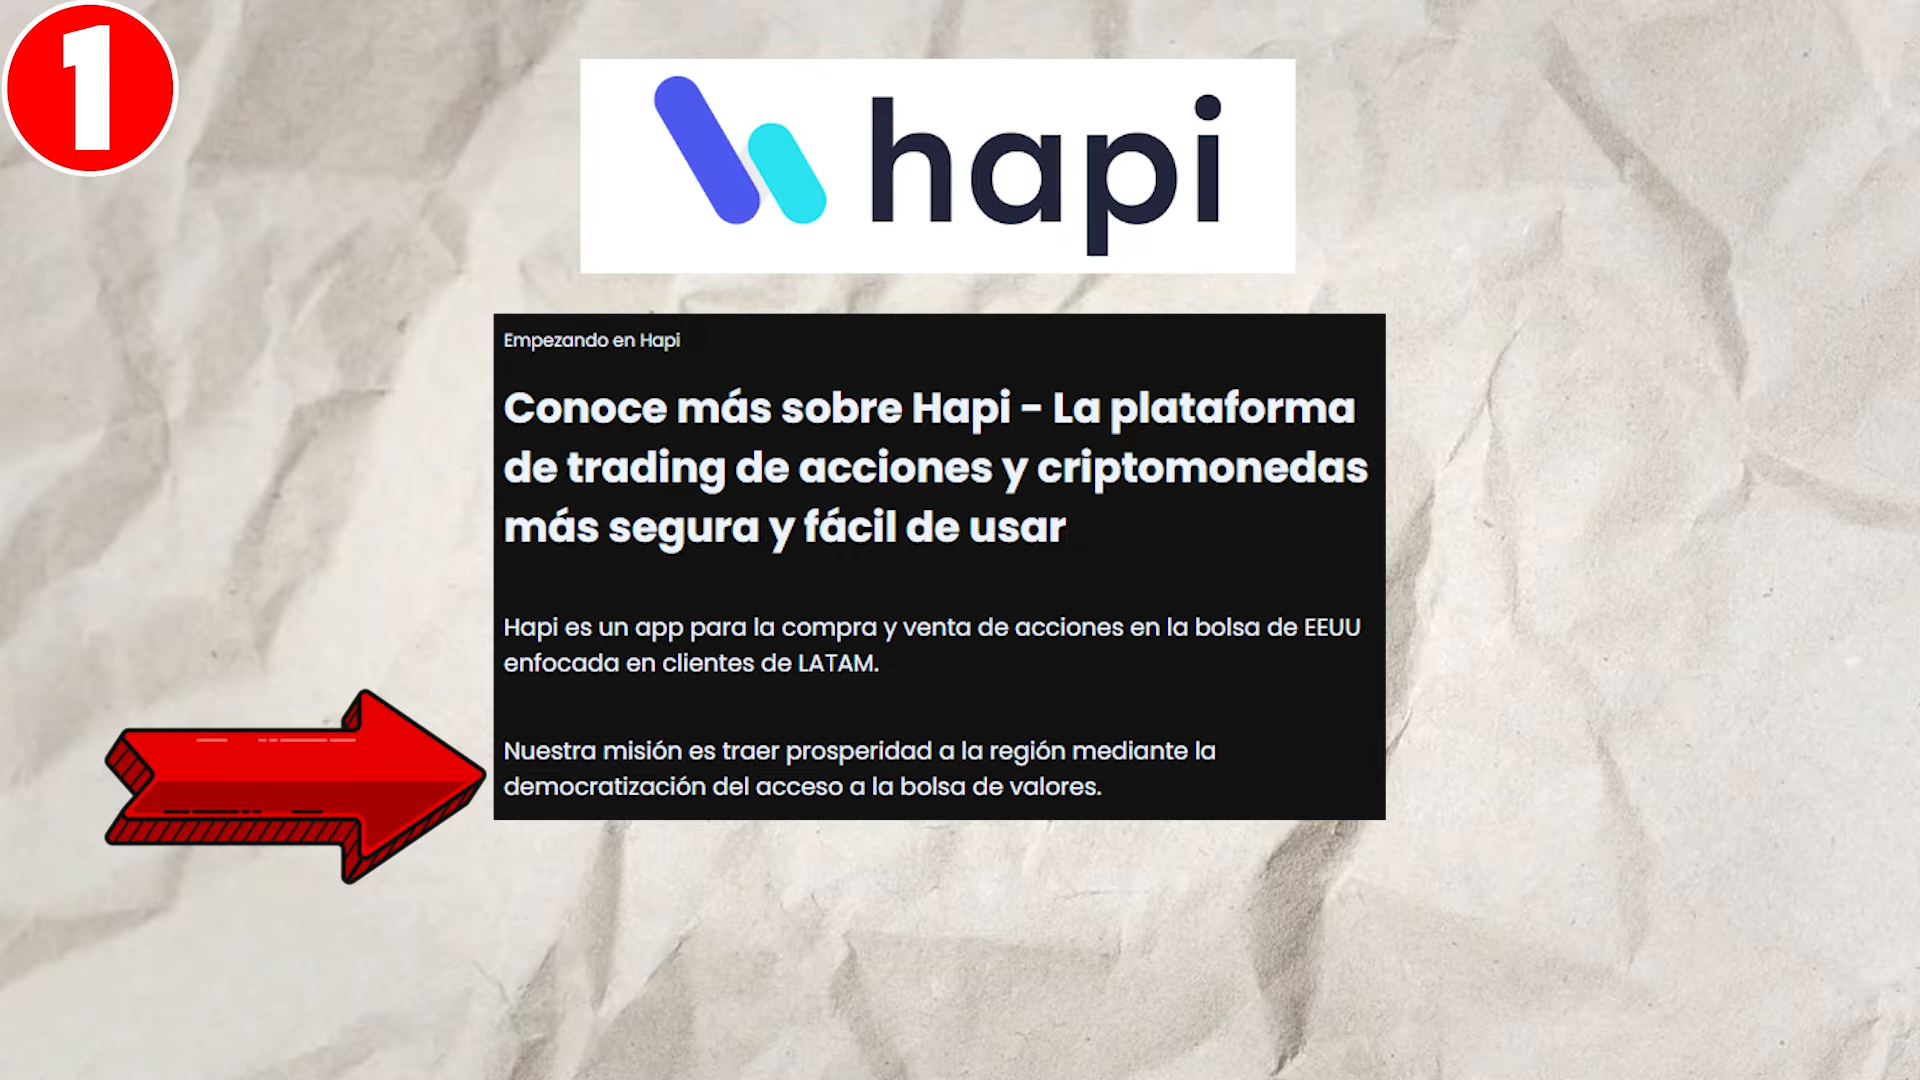 1
hapi
Empezando en Hapi
Conoce más sobre Hapi - La plataforma
de trading de acciones y criptomonedas
más segura y fácil de usar
Hapi es un app para la compra y venta de acciones en la bolsa de EEUU
enfocada en clientes de LATAM.
Nuestra misión es traer prosperidad a la región mediante la
democratización del acceso a la bolsa de valores.